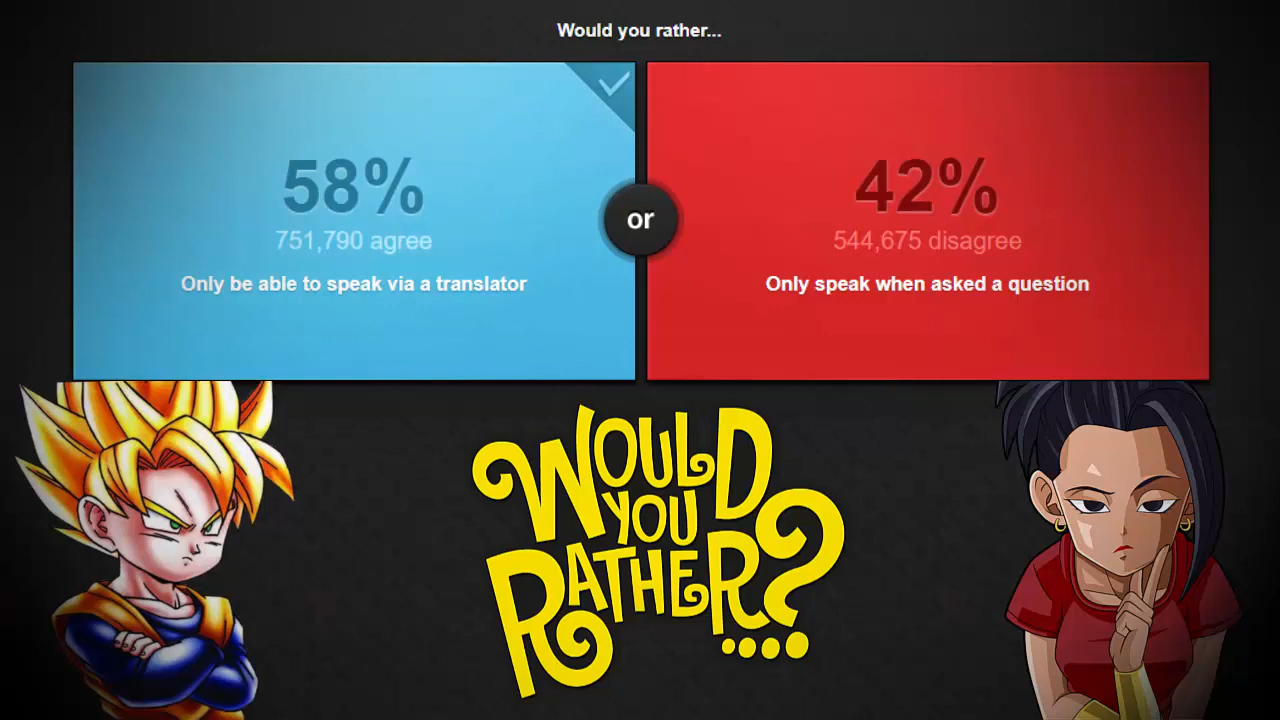 Would you rather...
58%
751,790 agree
Only be able to speak via a translator
or
42%
544,675 disagree
Only speak when asked a question
WOULD
YOU
RATHER....?